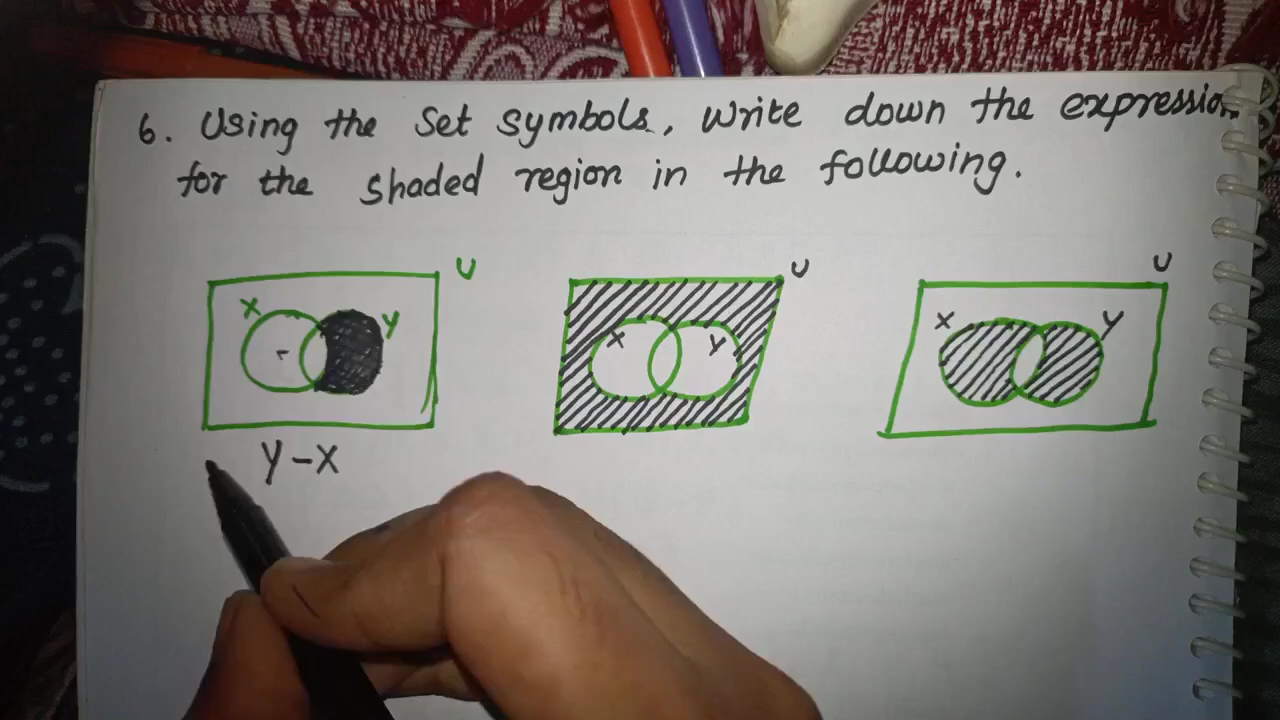 6. Using the Set symbols, Write down the expression
for the shaded region in the following.
U
X
Y
Y-X
U
X
Y
U
X
Y